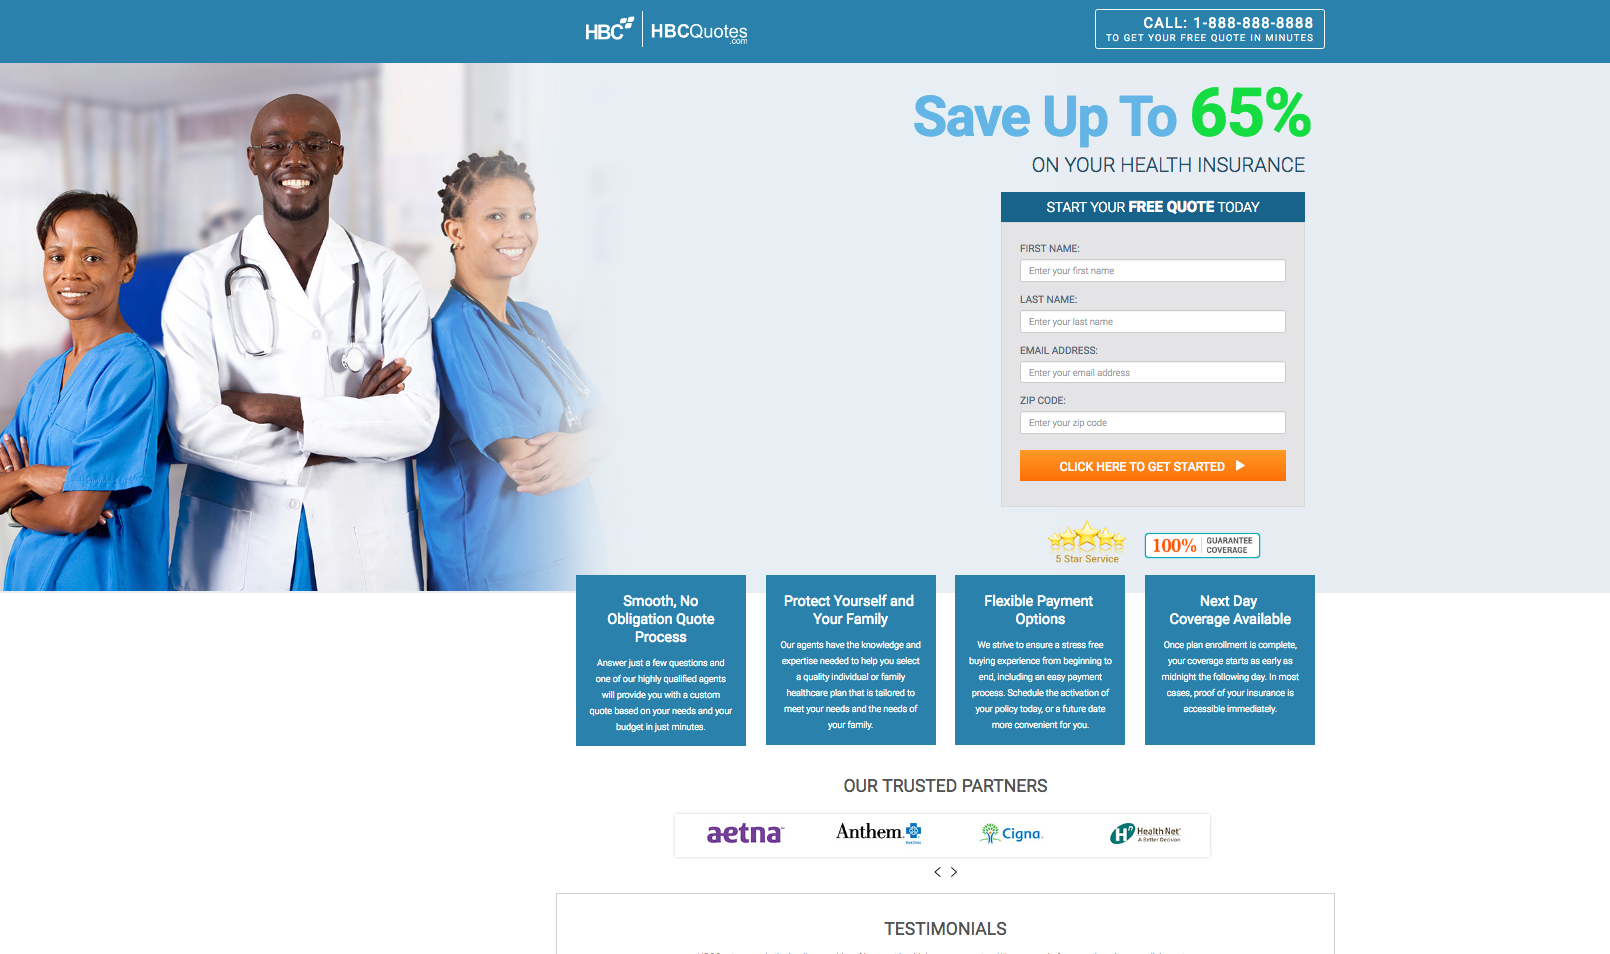 HBC
HBCQuotes
.com
CALL: 1-888-888-8888
TO GET YOUR FREE QUOTE IN MINUTES
Save Up To 65%
ON YOUR HEALTH INSURANCE
START YOUR FREE QUOTE TODAY
FIRST NAME:
Enter your first name
LAST NAME:
Enter your last name
EMAIL ADDRESS:
Enter your email address
ZIP CODE:
Enter your zip code
CLICK HERE TO GET STARTED
5 Star Service
100%
GUARANTEE
COVERAGE
Smooth, No
Obligation Quote
Process
Answer just a few questions and
one of our highly qualified agents
will provide you with a custom
quote based on your needs and your
budget in just minutes.
Protect Yourself and
Your Family
Our agents have the knowledge and
expertise needed to help you select
a quality individual or family
healthcare plan that is tailored to
meet your needs and the needs of
your family.
Flexible Payment
Options
We strive to ensure a stress free
buying experience from beginning to
end, including an easy payment
process. Schedule the activation of
your policy today, or a future date
more convenient for you.
Next Day
Coverage Available
Once plan enrollment is complete,
your coverage starts as early as
midnight the following day. In most
cases, proof of your insurance is
accessible immediately.
OUR TRUSTED PARTNERS
aetna
Anthem
Cigna
Health Net
A Better Decision
< >
TESTIMONIALS